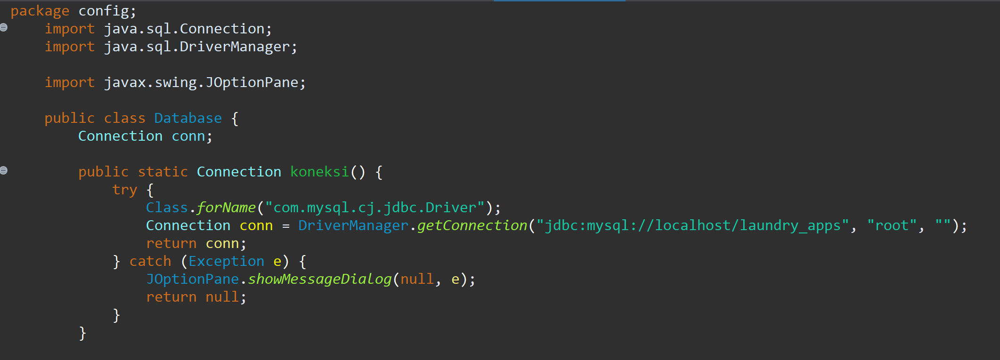 package config;
import java.sql.Connection;
import java.sql.DriverManager;
import javax.swing.JOptionPane;
public class Database {
Connection conn;
public static Connection koneksi() {
try {
Class.forName("com.mysql.cj.jdbc.Driver");
Connection conn = DriverManager.getConnection("jdbc:mysql://localhost/laundry_apps", "root", "");
return conn;
} catch (Exception e) {
JOptionPane.showMessageDialog(null, e);
return null;
}
}